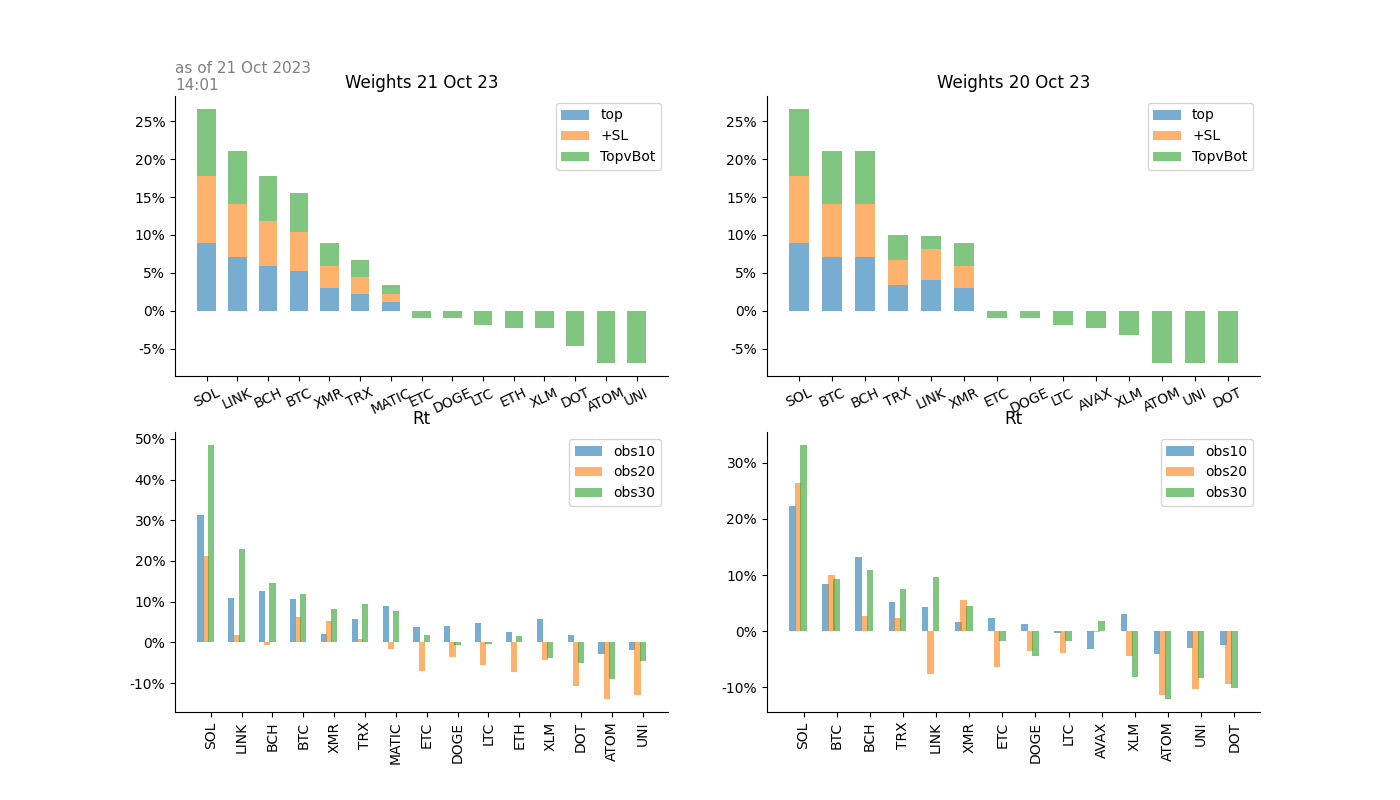 as of 21 Oct 2023
14:01
Weights 21 Oct 23
25%
20%
15%
10%
5%
0%
-5%
top
+SL
TopvBot
SOL LINK BCH BTC XMR TRX MATIC ETC DOGE LTC ETH XLM DOT ATOM UNI
Weights 20 Oct 23
25%
20%
15%
10%
5%
0%
-5%
top
+SL
TopvBot
SOL BTC BCH TRX LINK XMR ETC DOGE LTC AVAX XLM ATOM UNI DOT
Rt
50%
40%
30%
20%
10%
0%
-10%
obs10
obs20
obs30
SOL LINK BCH BTC XMR TRX MATIC ETC DOGE LTC ETH XLM DOT ATOM UNI
Rt
30%
20%
10%
0%
-10%
obs10
obs20
obs30
SOL BTC BCH TRX LINK XMR ETC DOGE LTC AVAX XLM ATOM UNI DOT